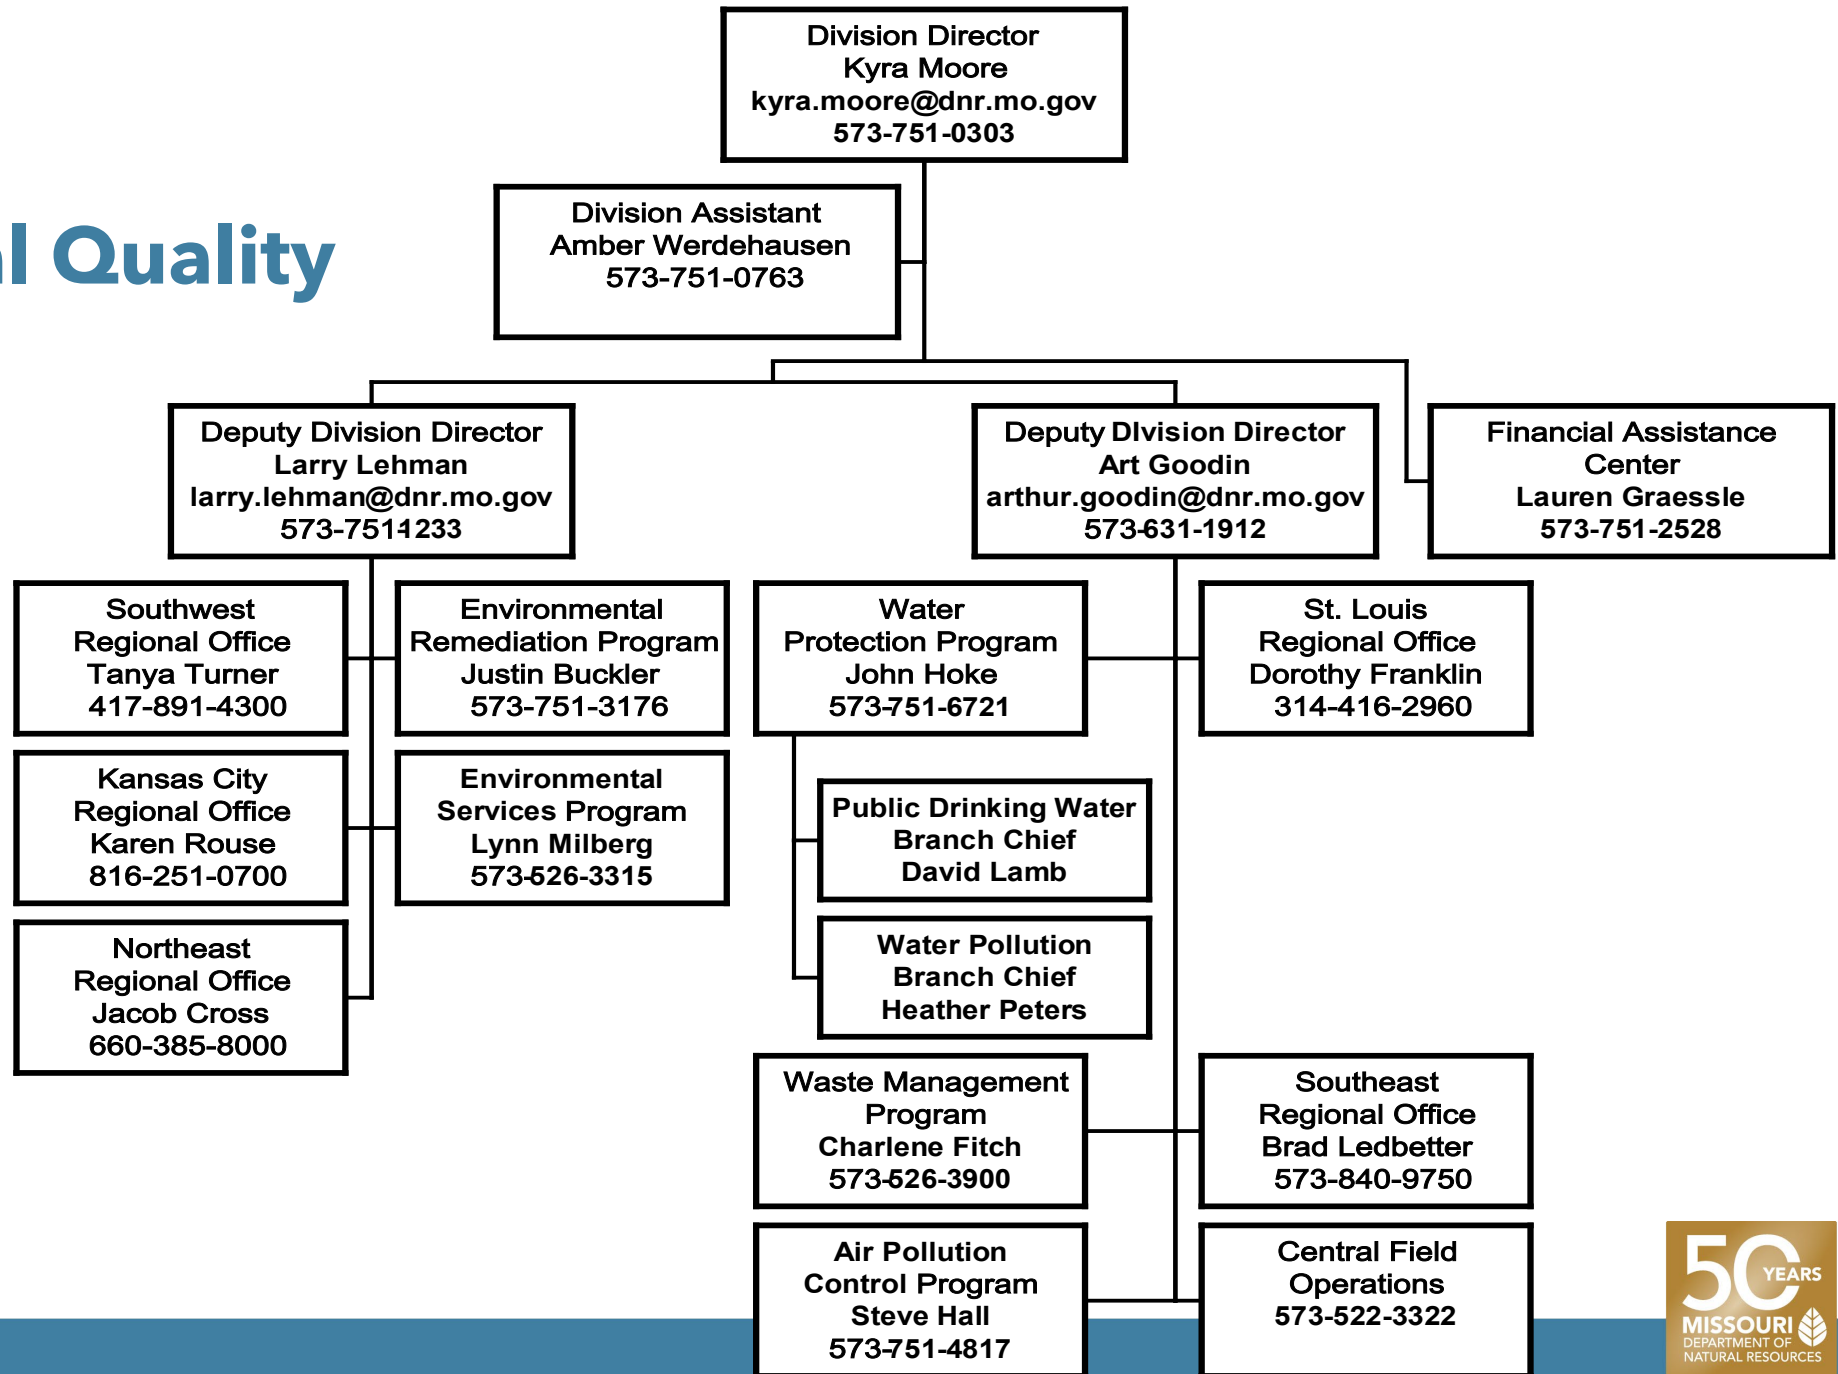 Division Director
Kyra Moore
kyra.moore@dnr.mo.gov
573-751-0303
Division Assistant
Amber Werdehausen
573-751-0763
l Quality
Deputy Division Director
Larry Lehman
larry.lehman@dnr.mo.gov
573-751-1233
Deputy DIvision Director
Art Goodin
arthur.goodin@dnr.mo.gov
573-631-1912
Financial Assistance
Center
Lauren Graessle
573-751-2528
Southwest
Regional Office
Tanya Turner
417-891-4300
Environmental
Remediation Program
Justin Buckler
573-751-3176
Water
Protection Program
John Hoke
573-751-6721
St. Louis
Regional Office
Dorothy Franklin
314-416-2960
Kansas City
Regional Office
Karen Rouse
816-251-0700
Environmental
Services Program
Lynn Milberg
573-526-3315
Public Drinking Water
Branch Chief
David Lamb
Northeast
Regional Office
Jacob Cross
660-385-8000
Water Pollution
Branch Chief
Heather Peters
Waste Management
Program
Charlene Fitch
573-526-3900
Southeast
Regional Office
Brad Ledbetter
573-840-9750
Air Pollution
Control Program
Steve Hall
573-751-4817
Central Field
Operations
573-522-3322
50 YEARS
MISSOURI
DEPARTMENT OF
NATURAL RESOURCES